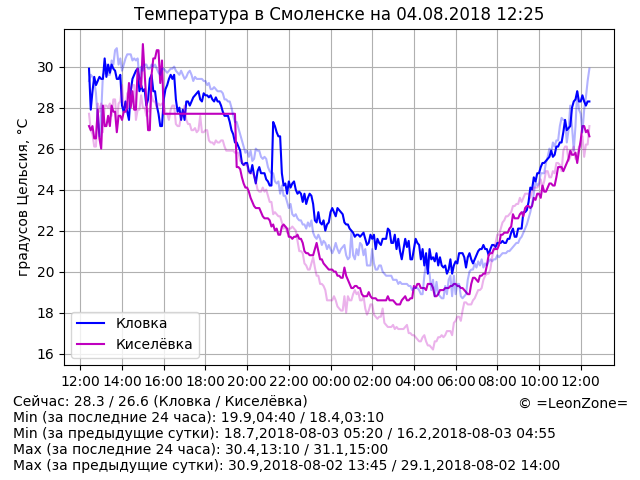 Температура в Смоленске на 04.08.2018 12:25
градусов Цельсия, °C
30
28
26
24
22
20
18
16
Кловка
Киселёвка
12:00 14:00 16:00 18:00 20:00 22:00 00:00 02:00 04:00 06:00 08:00 10:00 12:00
Сейчас: 28.3 / 26.6 (Кловка / Киселёвка)
© =LeonZone=
Min (за последние 24 часа): 19.9,04:40 / 18.4,03:10
Min (за предыдущие сутки): 18.7,2018-08-03 05:20 / 16.2,2018-08-03 04:55
Max (за последние 24 часа): 30.4,13:10 / 31.1,15:00
Max (за предыдущие сутки): 30.9,2018-08-02 13:45 / 29.1,2018-08-02 14:00